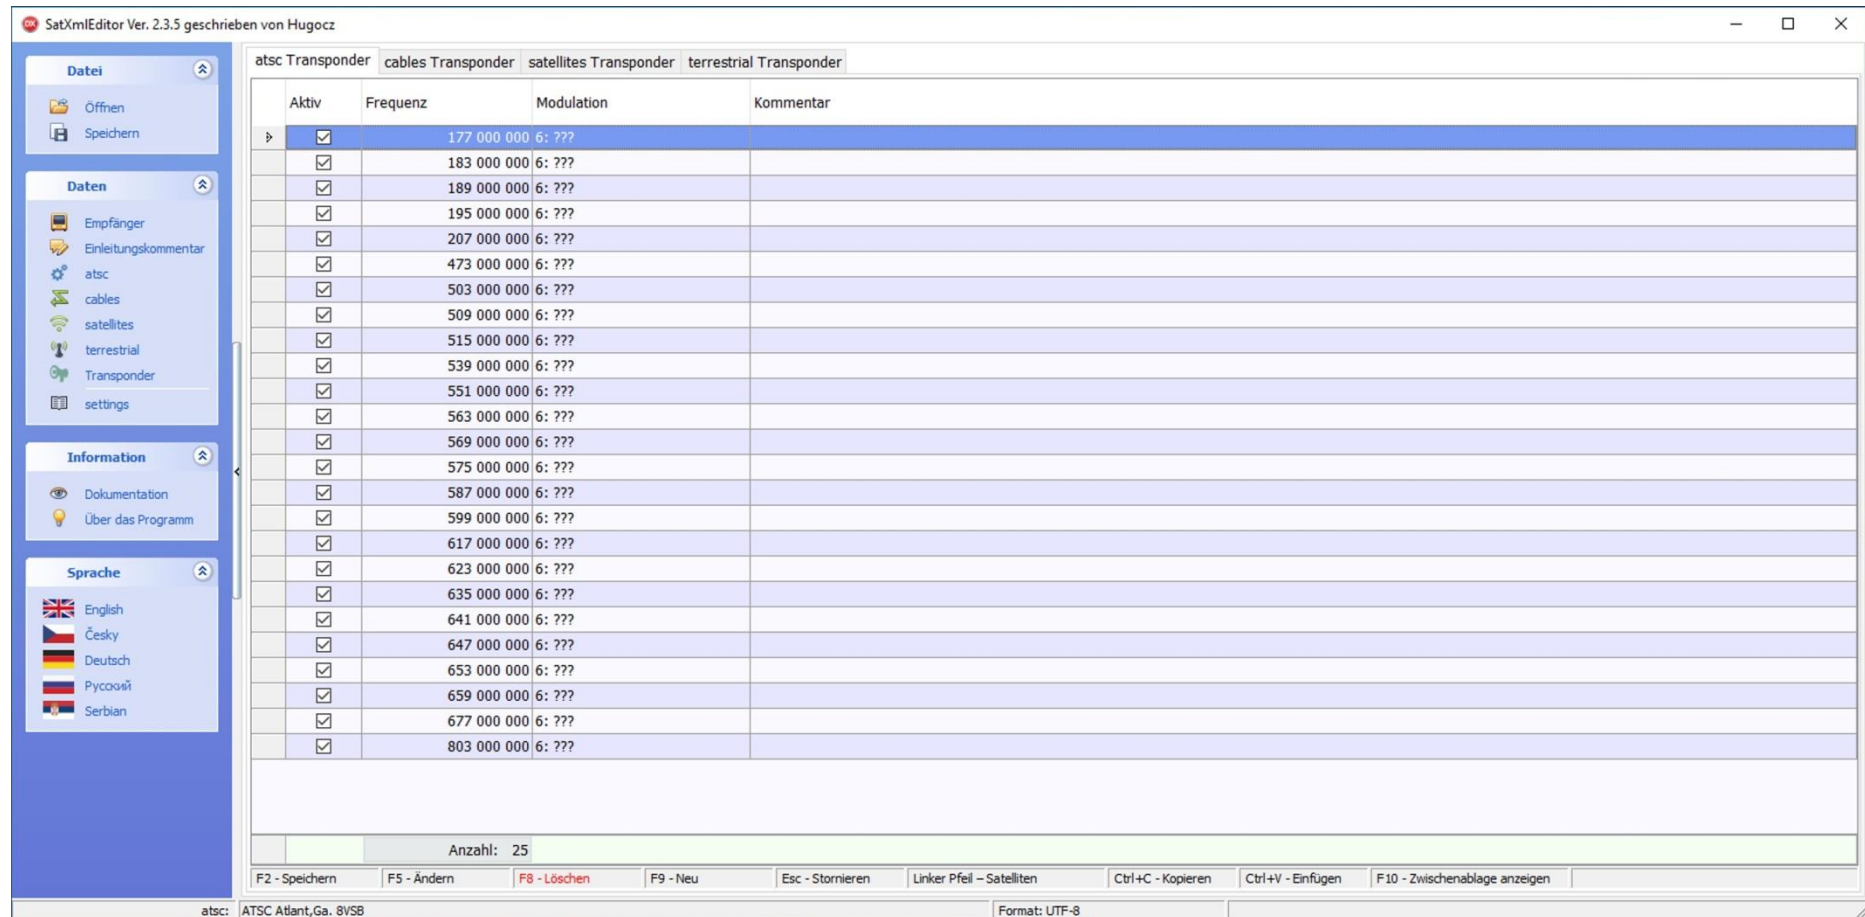 SatXmlEditor Ver. 2.3.5 geschrieben von Hugocz
Datei
Öffnen
Speichern
Daten
Empfänger
Einleitungskommentar
atsc
cables
satellites
terrestrial
Transponder
settings
Information
Dokumentation
Über das Programm
Sprache
English
Česky
Deutsch
Русский
Serbian
atsc Transponder cables Transponder satellites Transponder terrestrial Transponder
Aktiv Frequenz Modulation Kommentar
177 000 000 6: ???
183 000 000 6: ???
189 000 000 6: ???
195 000 000 6: ???
207 000 000 6: ???
473 000 000 6: ???
503 000 000 6: ???
509 000 000 6: ???
515 000 000 6: ???
539 000 000 6: ???
551 000 000 6: ???
563 000 000 6: ???
569 000 000 6: ???
575 000 000 6: ???
587 000 000 6: ???
599 000 000 6: ???
617 000 000 6: ???
623 000 000 6: ???
635 000 000 6: ???
641 000 000 6: ???
647 000 000 6: ???
653 000 000 6: ???
659 000 000 6: ???
677 000 000 6: ???
803 000 000 6: ???
Anzahl: 25
F2 - Speichern F5 - Ändern F8 - Löschen F9 - Neu Esc - Stornieren Linker Pfeil – Satelliten Ctrl+C - Kopieren Ctrl+V - Einfügen F10 - Zwischenablage anzeigen
atsc: ATSC Atlant,Ga. 8VSB Format: UTF-8